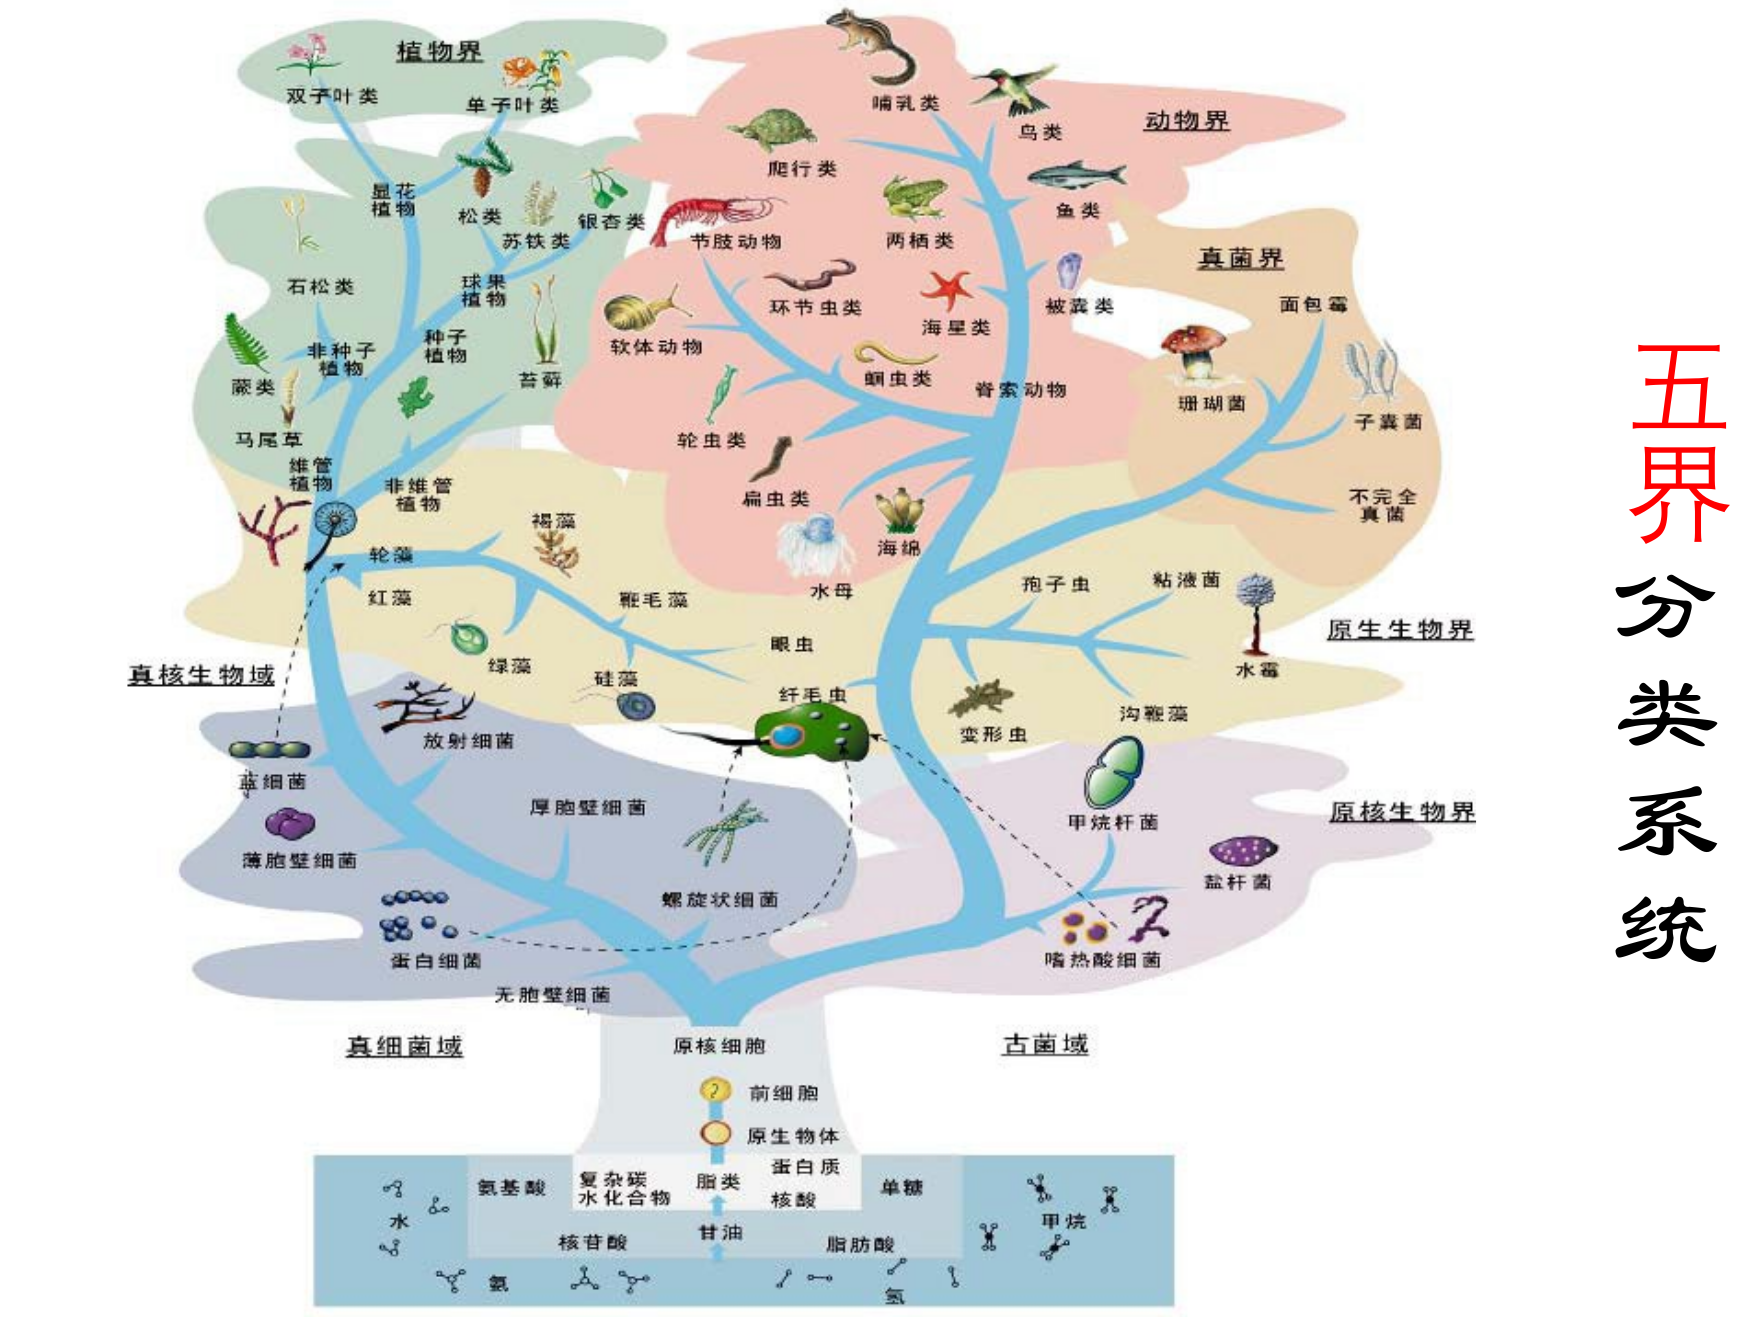 植物界
双子叶类
单子叶类
哺乳类
鸟类
动物界
爬行类
显花
植物
松类
苏铁类
银杏类
节肢动物
两栖类
鱼类
真菌界
石松类
球果
植物
环节虫类
海星类
被囊类
面包霉
非种子
植物
种子
植物
苔藓
软体动物
蛔虫类
脊索动物
蕨类
珊瑚菌
子囊菌
马尾草
轮虫类
维管
植物
非维管
植物
扁虫类
不完全
真菌
褐藻
海绵
轮藻
水母
红藻
鞭毛藻
孢子虫
粘液菌
原生生物界
眼虫
绿藻
硅藻
水霉
真核生物域
纤毛虫
沟鞭藻
变形虫
放射细菌
蓝细菌
厚胞壁细菌
甲烷杆菌
原核生物界
薄胞壁细菌
螺旋状细菌
盐杆菌
蛋白细菌
嗜热酸细菌
无胞壁细菌
真细菌域
原核细胞
古菌域
前细胞
原生物体
氨基酸
复杂碳
水化合物
脂类
蛋白质
核酸
单糖
水
甲烷
核苷酸
甘油
脂肪酸
氨
氢
五
界
分
类
系
统